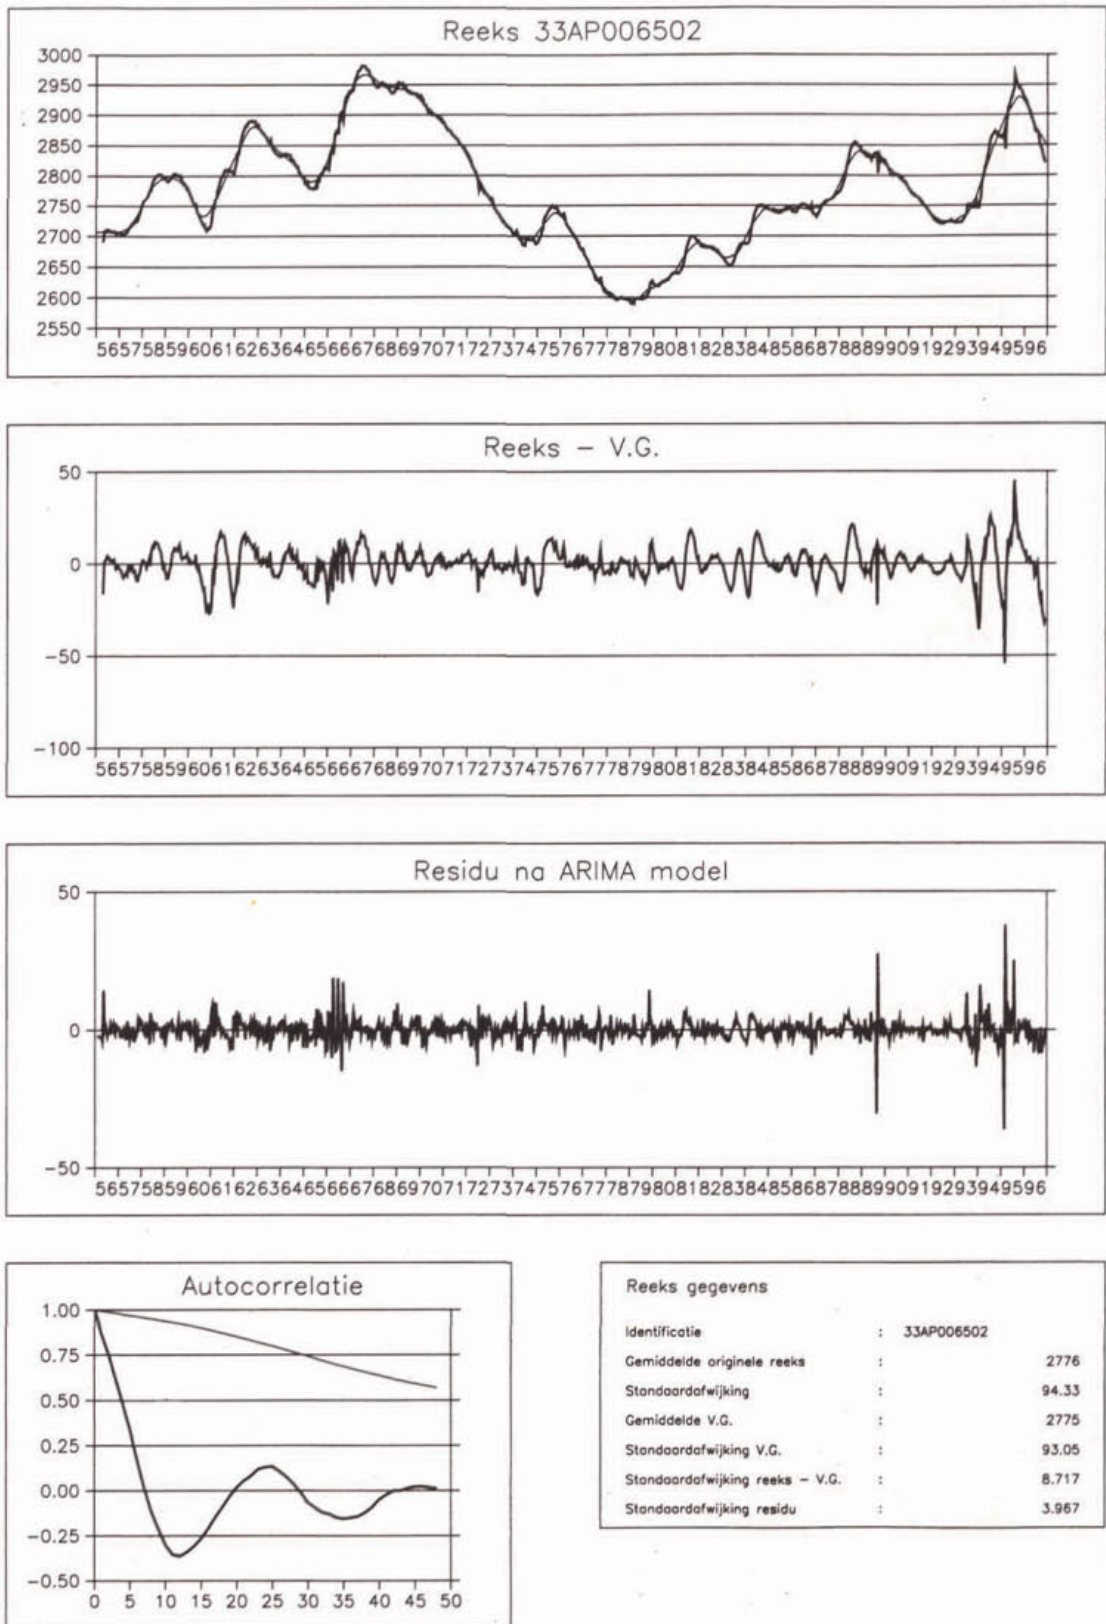 Reeks 33AP006502
3000
2950
2900
2850
2800
2750
2700
2650
2600
2550
5657585960616263646566676869707172737475767778798081828384858687888990919293949596
Reeks – V.G.
50
0
−50
−100
5657585960616263646566676869707172737475767778798081828384858687888990919293949596
Residu na ARIMA model
50
0
−50
5657585960616263646566676869707172737475767778798081828384858687888990919293949596
Autocorrelatie
1.00
0.75
0.50
0.25
0.00
−0.25
−0.50
0 5 10 15 20 25 30 35 40 45 50
Reeks gegevens
Identificatie : 33AP006502
Gemiddelde originele reeks : 2776
Standaardafwijking : 94.33
Gemiddelde V.G. : 2775
Standaardafwijking V.G. : 93.05
Standaardafwijking reeks – V.G. : 8.717
Standaardafwijking residu : 3.967